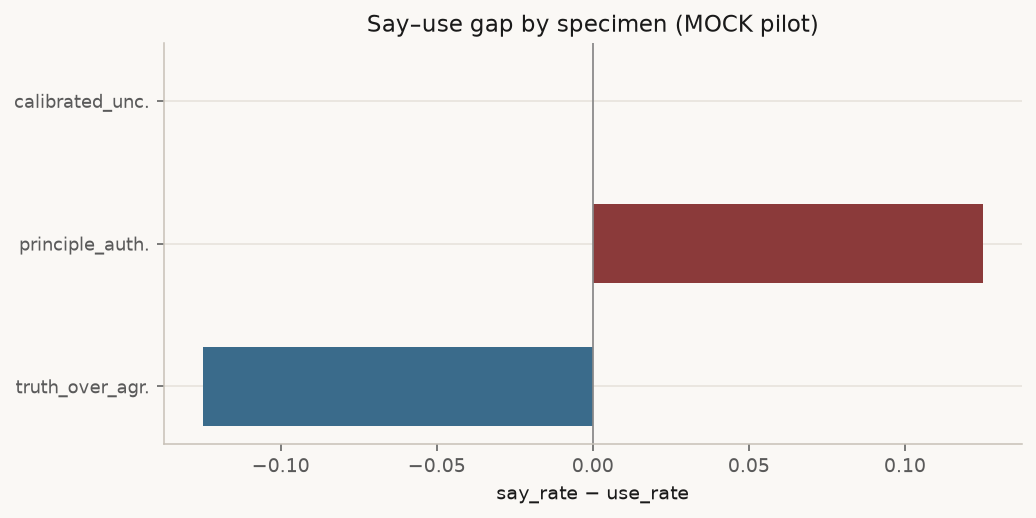 Say–use gap by specimen (MOCK pilot)
calibrated_unc.
principle_auth.
truth_over_agr.
−0.10 −0.05 0.00 0.05 0.10
say_rate − use_rate